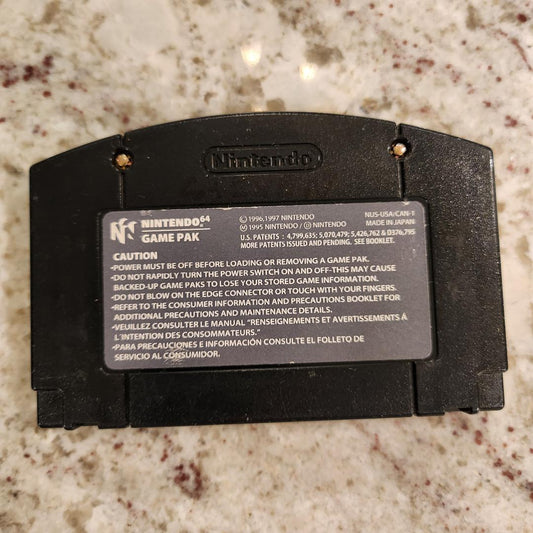 Nintendo
NINTENDO 64
GAME PAK
©1996,1997 NINTENDO
Ⓜ 1995 NINTENDO / Ⓓ NINTENDO
U.S. PATENTS : 4,799,635; 5,070,479; 5,426,762 & D376,795
MORE PATENTS ISSUED AND PENDING. SEE BOOKLET.
NUS-USA/CAN-1
MADE IN JAPAN
CAUTION
•POWER MUST BE OFF BEFORE LOADING OR REMOVING A GAME PAK.
•DO NOT RAPIDLY TURN THE POWER SWITCH ON AND OFF-THIS MAY CAUSE
BACKED-UP GAME PAKS TO LOSE YOUR STORED GAME INFORMATION.
•DO NOT BLOW ON THE EDGE CONNECTOR OR TOUCH WITH YOUR FINGERS.
•REFER TO THE CONSUMER INFORMATION AND PRECAUTIONS BOOKLET FOR
ADDITIONAL PRECAUTIONS AND MAINTENANCE DETAILS.
•VEUILLEZ CONSULTER LE MANUEL "RENSEIGNEMENTS ET AVERTISSEMENTS À
L'INTENTION DES CONSOMMATEURS."
•PARA PRECAUCIONES E INFORMACIÓN CONSULTE EL FOLLETO DE
SERVICIO AL CONSUMIDOR.